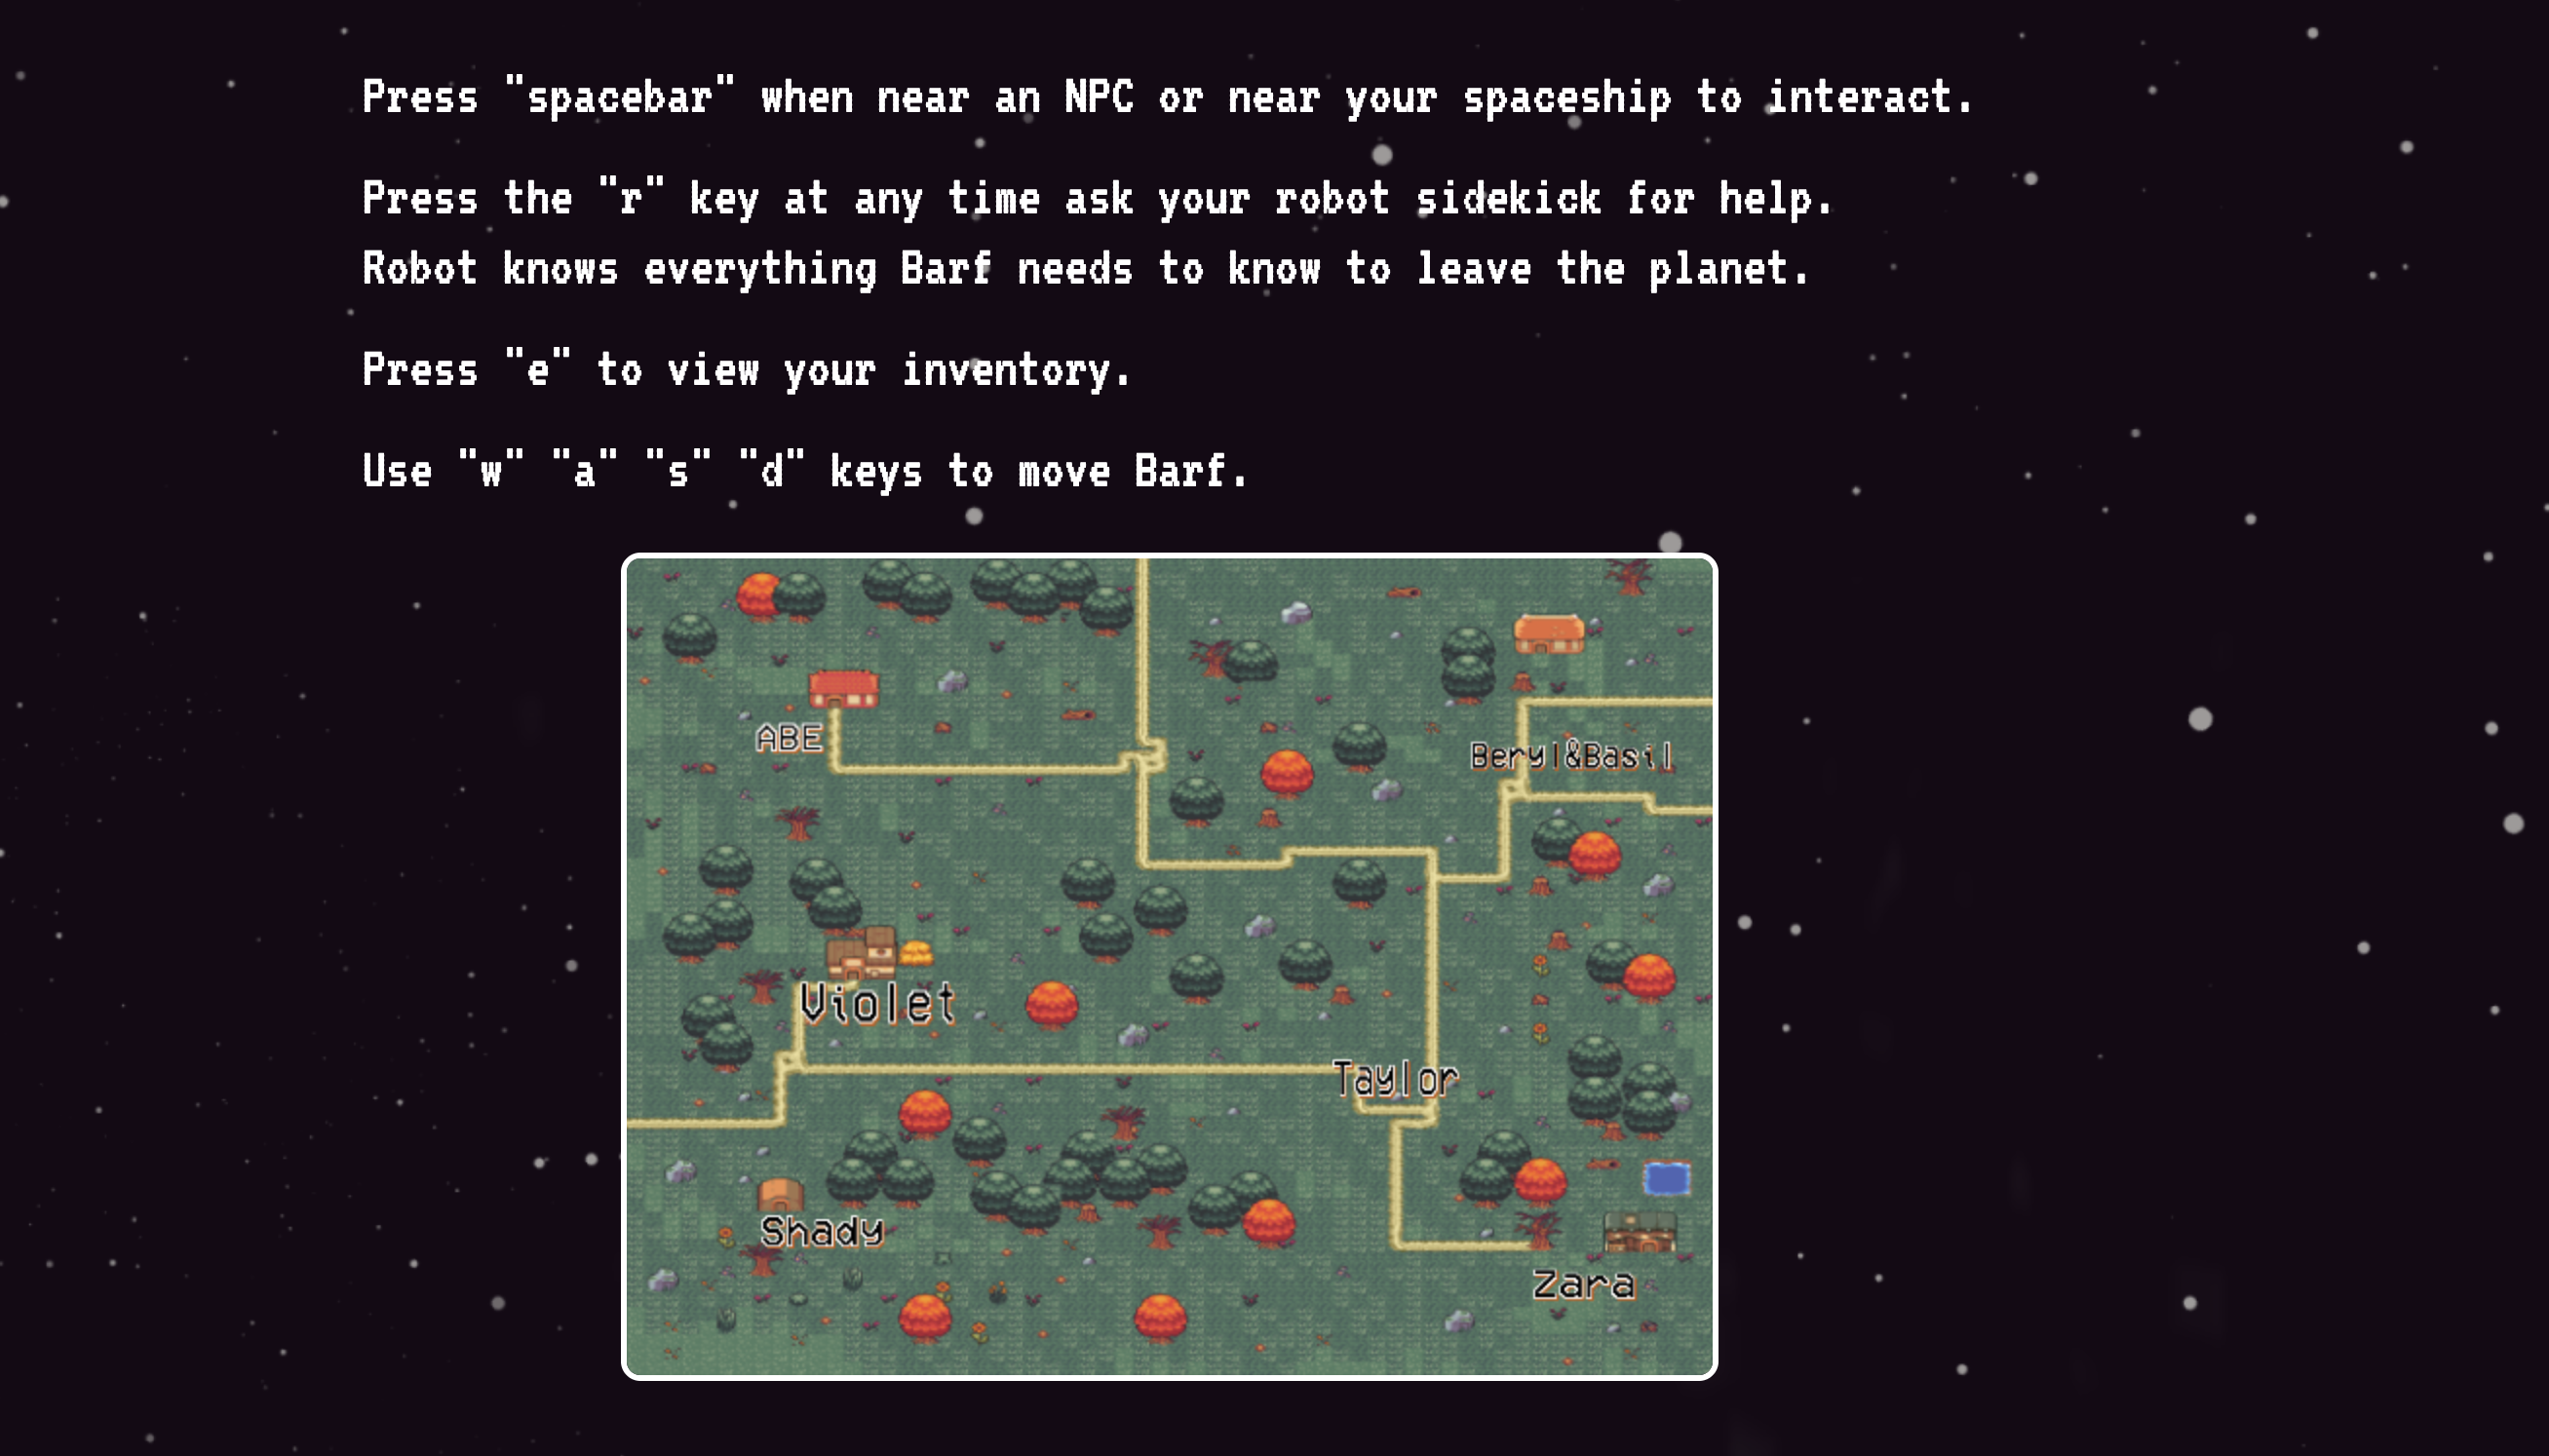 Press "spacebar" when near an NPC or near your spaceship to interact.
Press the "r" key at any time ask your robot sidekick for help.
Robot knows everything Barf needs to know to leave the planet.
Press "e" to view your inventory.
Use "w" "a" "s" "d" keys to move Barf.
ABE
Beryl&Basil
Violet
Taylor
Shady
Zara